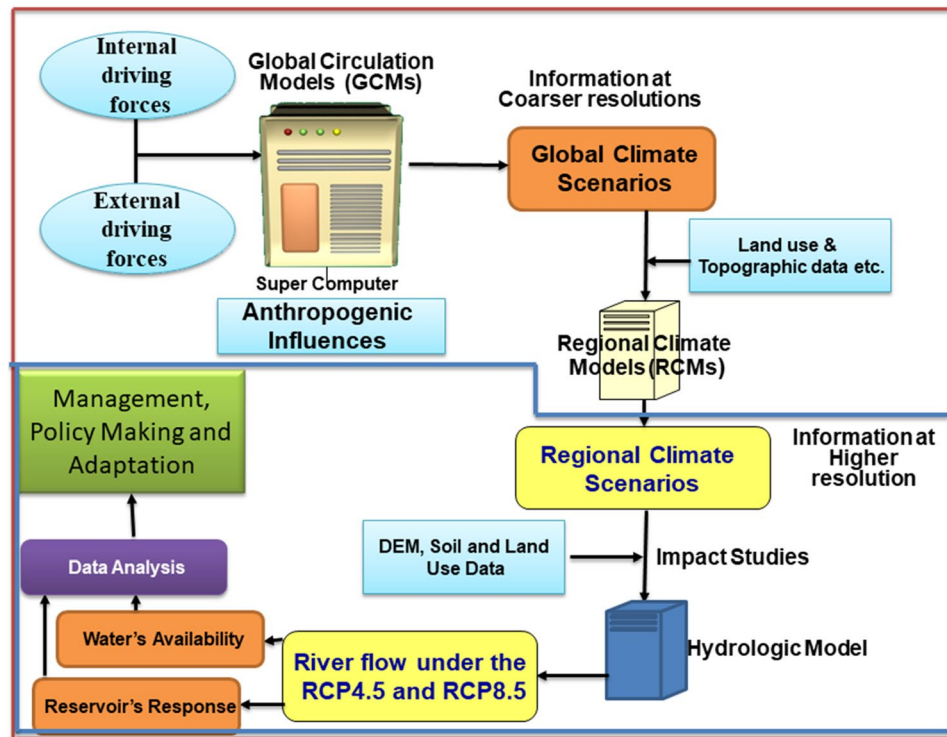 Internal
driving
forces
Global Circulation
Models (GCMs)
Information at
Coarser resolutions
Global Climate
Scenarios
External
driving
forces
Land use &
Topographic data etc.
Super Computer
Anthropogenic
Influences
Regional Climate
Models (RCMs)
Management,
Policy Making and
Adaptation
Regional Climate
Scenarios
Information at
Higher
resolution
DEM, Soil and Land
Use Data
Impact Studies
Data Analysis
Water's Availability
Hydrologic Model
River flow under the
RCP4.5 and RCP8.5
Reservoir's Response